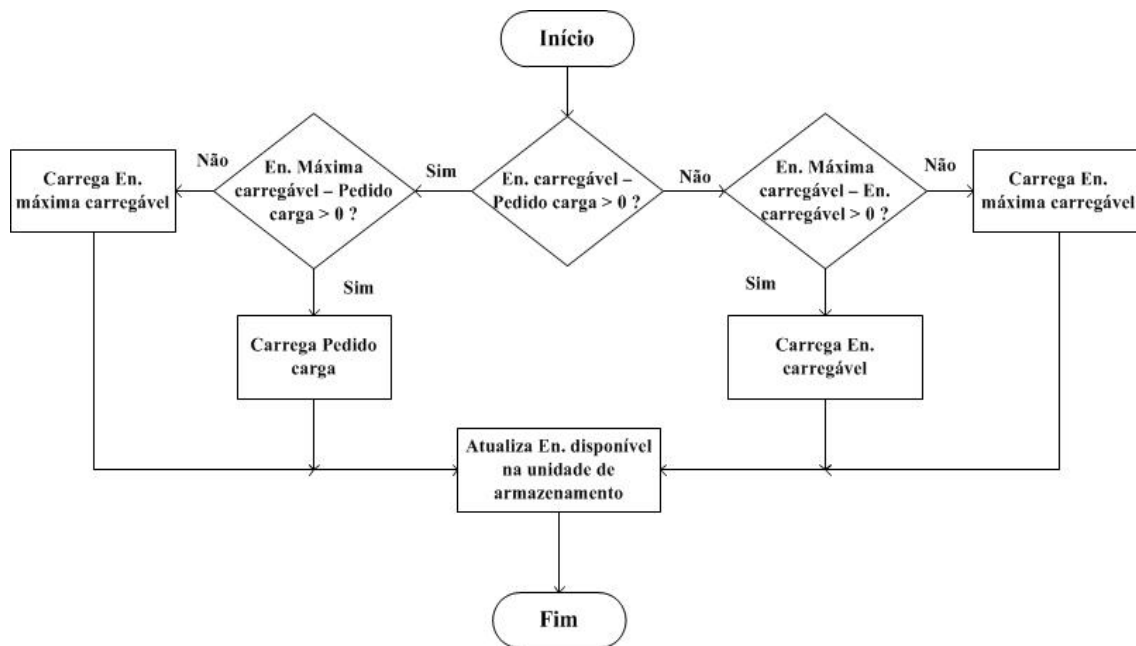 Início
En. carregável –
Pedido carga > 0 ?
Sim
Não
En. Máxima
carregável – Pedido
carga > 0 ?
Não
Carrega En.
máxima carregável
Sim
Carrega Pedido
carga
En. Máxima
carregável – En.
carregável > 0 ?
Não
Carrega En.
máxima carregável
Sim
Carrega En.
carregável
Atualiza En. disponível
na unidade de
armazenamento
Fim